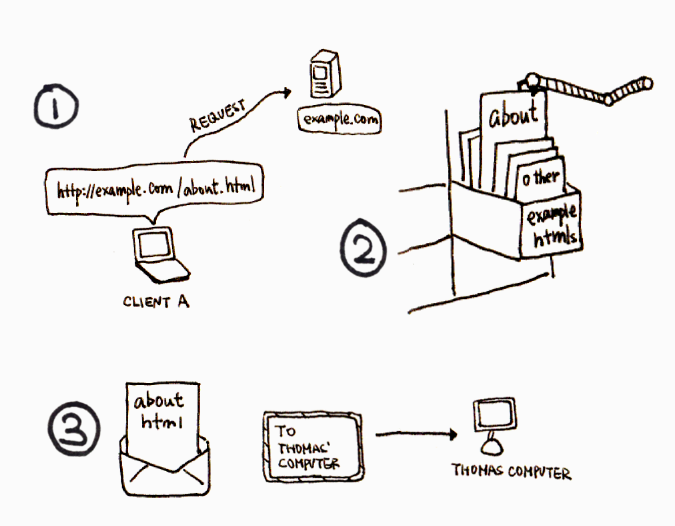 1
REQUEST
example.com
http://example.com/about.html
CLIENT A
2
about
other
example
htmls
3
about
html
TO
THOMAS'
COMPUTER
THOMAS COMPUTER